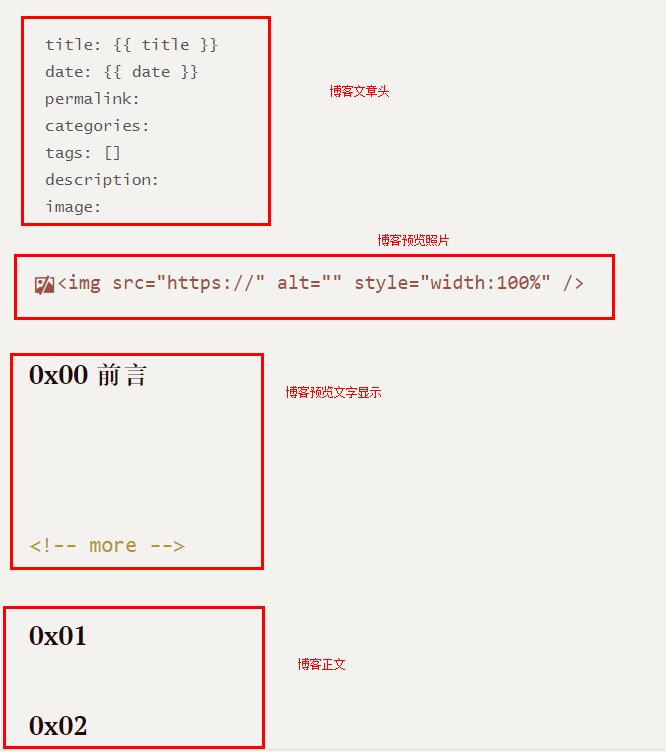 title: {{ title }}
date: {{ date }}
permalink:
categories:
tags: []
description:
image:
博客文章头
博客预览照片
<img src="https://" alt="" style="width:100%" />
0x00 前言
博客预览文字显示
<!-- more -->
0x01
博客正文
0x02